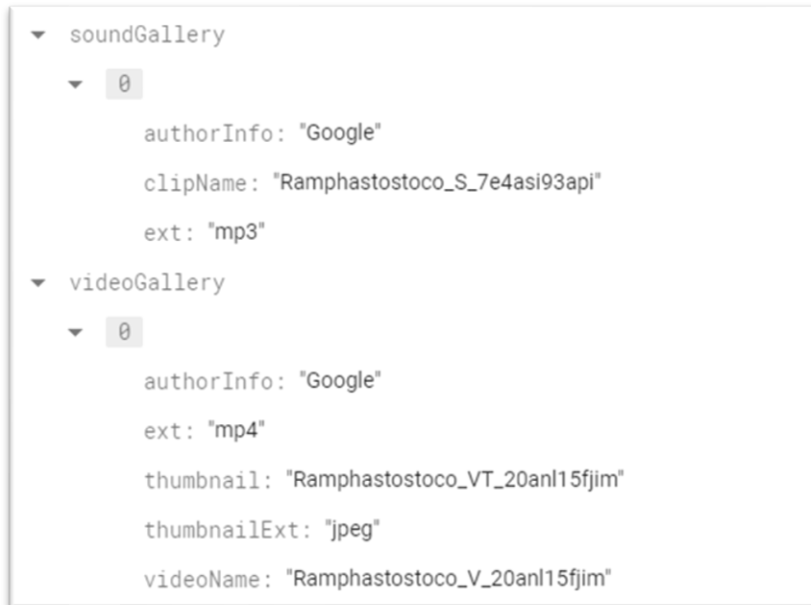 soundGallery
0
authorInfo: "Google"
clipName: "Ramphastostoco_S_7e4asi93api"
ext: "mp3"
videoGallery
0
authorInfo: "Google"
ext: "mp4"
thumbnail: "Ramphastostoco_VT_20anl15fjim"
thumbnailExt: "jpeg"
videoName: "Ramphastostoco_V_20anl15fjim"